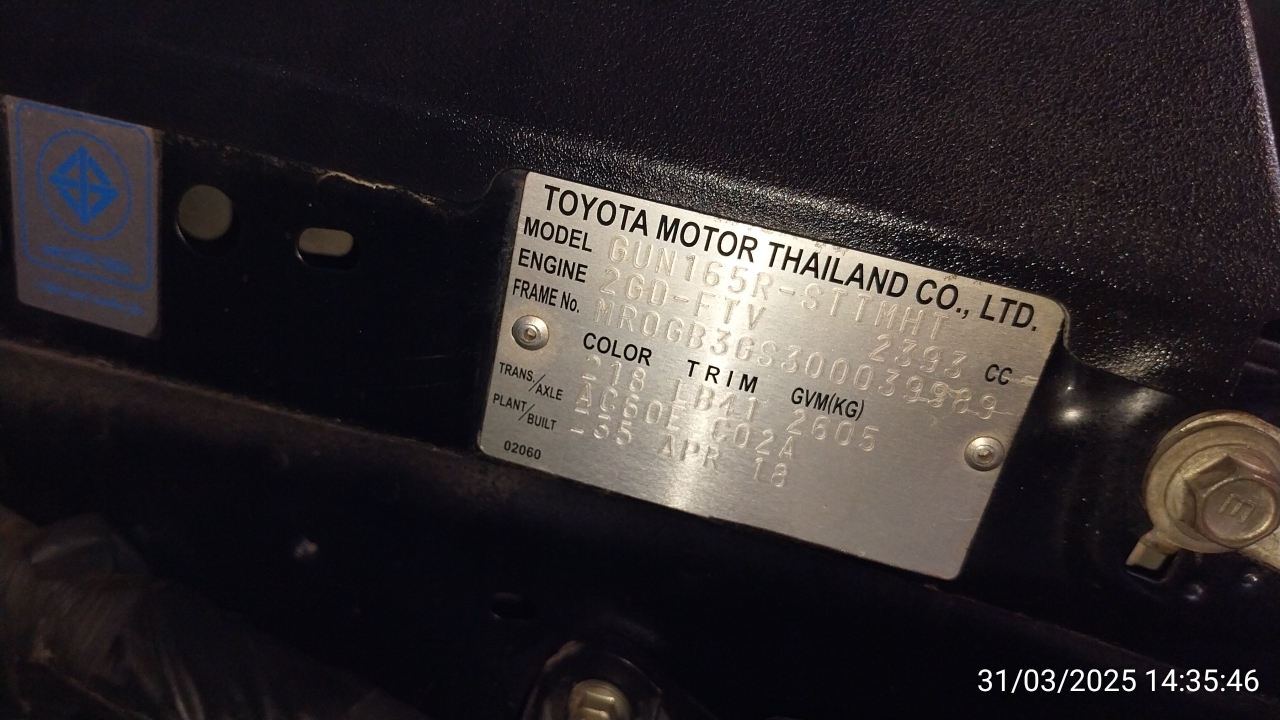 TOYOTA MOTOR THAILAND CO., LTD.
MODEL GUN165R-STTMHT
ENGINE 2GD-FTV 2393 CC
FRAME No. MR0GB3GS300039989
COLOR TRIM GVM(KG)
218 LB41 2605
TRANS./AXLE AC60E C02A
PLANT/BUILT -S5 APR 18
02060
E
31/03/2025 14:35:46